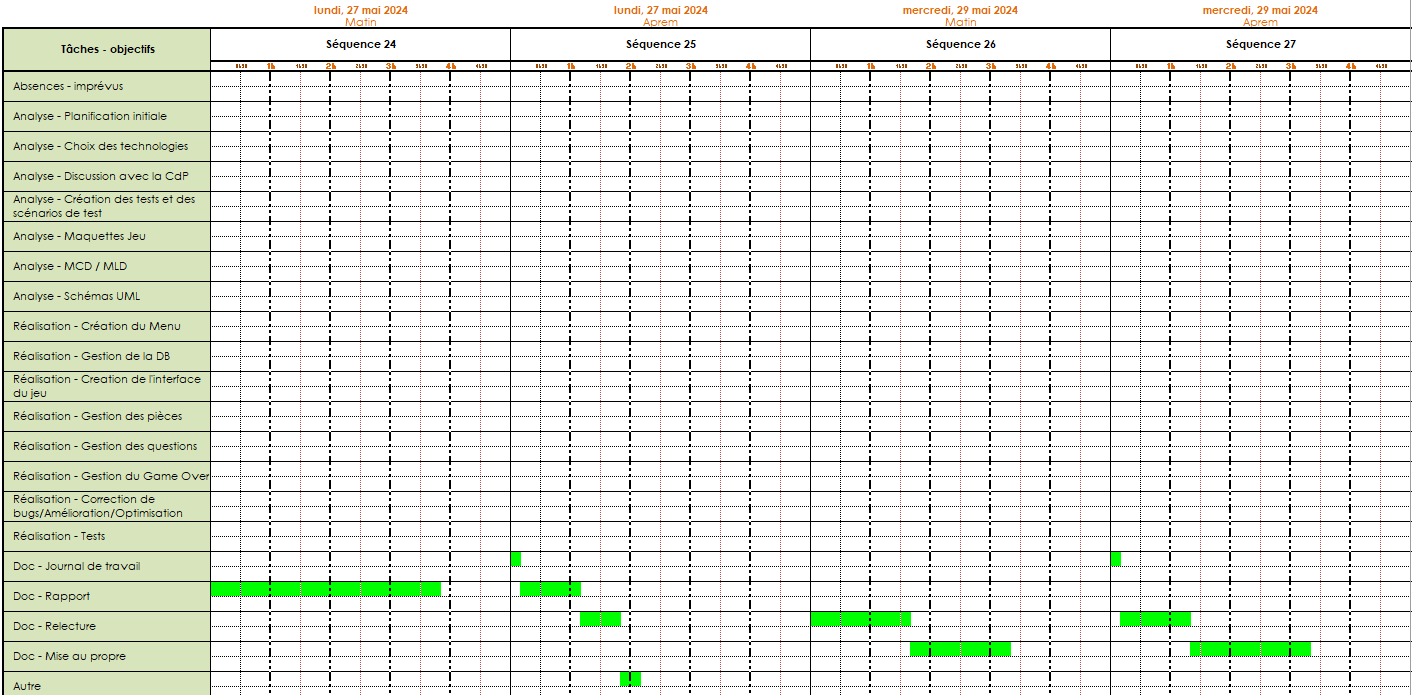 lundi, 27 mai 2024 lundi, 27 mai 2024 mercredi, 29 mai 2024 mercredi, 29 mai 2024
Matin Aprem Matin Aprem
Tâches - objectifs Séquence 24 Séquence 25 Séquence 26 Séquence 27
0h30 1h 1h30 2h 2h30 3h 3h30 4h 4h30 0h30 1h 1h30 2h 2h30 3h 3h30 4h 4h30 0h30 1h 1h30 2h 2h30 3h 3h30 4h 4h30 0h30 1h 1h30 2h 2h30 3h 3h30 4h 4h30
Absences - imprévus
Analyse - Planification initiale
Analyse - Choix des technologies
Analyse - Discussion avec la CdP
Analyse - Création des tests et des
scénarios de test
Analyse - Maquettes Jeu
Analyse - MCD / MLD
Analyse - Schémas UML
Réalisation - Création du Menu
Réalisation - Gestion de la DB
Réalisation - Creation de l'interface
du jeu
Réalisation - Gestion des pièces
Réalisation - Gestion des questions
Réalisation - Gestion du Game Over
Réalisation - Correction de
bugs/Amélioration/Optimisation
Réalisation - Tests
Doc - Journal de travail
Doc - Rapport
Doc - Relecture
Doc - Mise au propre
Autre